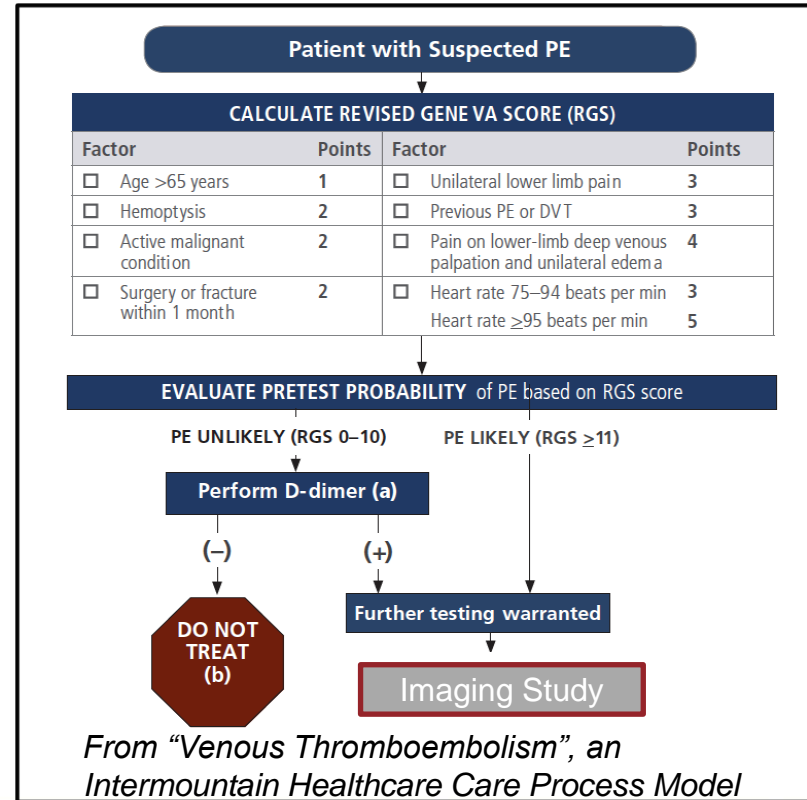 Patient with Suspected PE
CALCULATE REVISED GENEVA SCORE (RGS)
Factor Points Factor Points
☐ Age >65 years 1 ☐ Unilateral lower limb pain 3
☐ Hemoptysis 2 ☐ Previous PE or DVT 3
☐ Active malignant condition 2 ☐ Pain on lower-limb deep venous palpation and unilateral edema 4
☐ Surgery or fracture within 1 month 2 ☐ Heart rate 75–94 beats per min 3
Heart rate ≥95 beats per min 5
EVALUATE PRETEST PROBABILITY of PE based on RGS score
PE UNLIKELY (RGS 0–10) PE LIKELY (RGS ≥11)
Perform D-dimer (a)
(–) (+)
DO NOT
TREAT
(b)
Further testing warranted
Imaging Study
From “Venous Thromboembolism”, an
Intermountain Healthcare Care Process Model